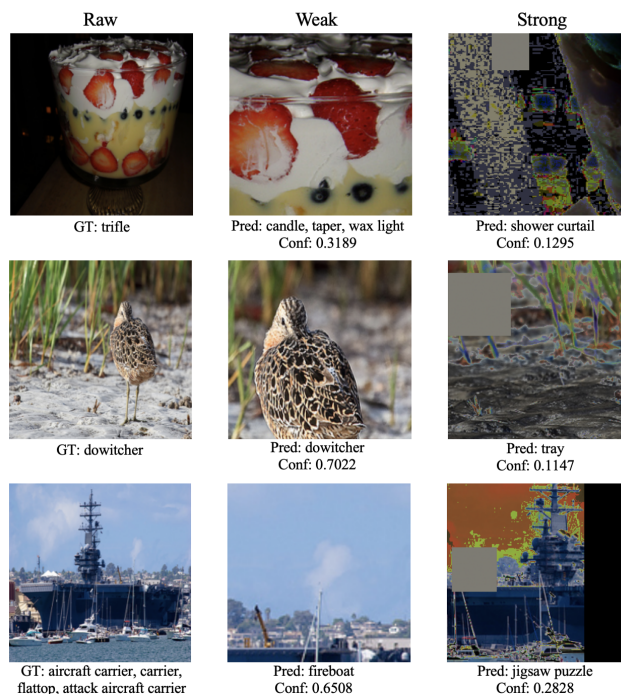 Raw
Weak
Strong
GT: trifle
Pred: candle, taper, wax light
Conf: 0.3189
Pred: shower curtail
Conf: 0.1295
GT: dowitcher
Pred: dowitcher
Conf: 0.7022
Pred: tray
Conf: 0.1147
GT: aircraft carrier, carrier,
flattop, attack aircraft carrier
Pred: fireboat
Conf: 0.6508
Pred: jigsaw puzzle
Conf: 0.2828